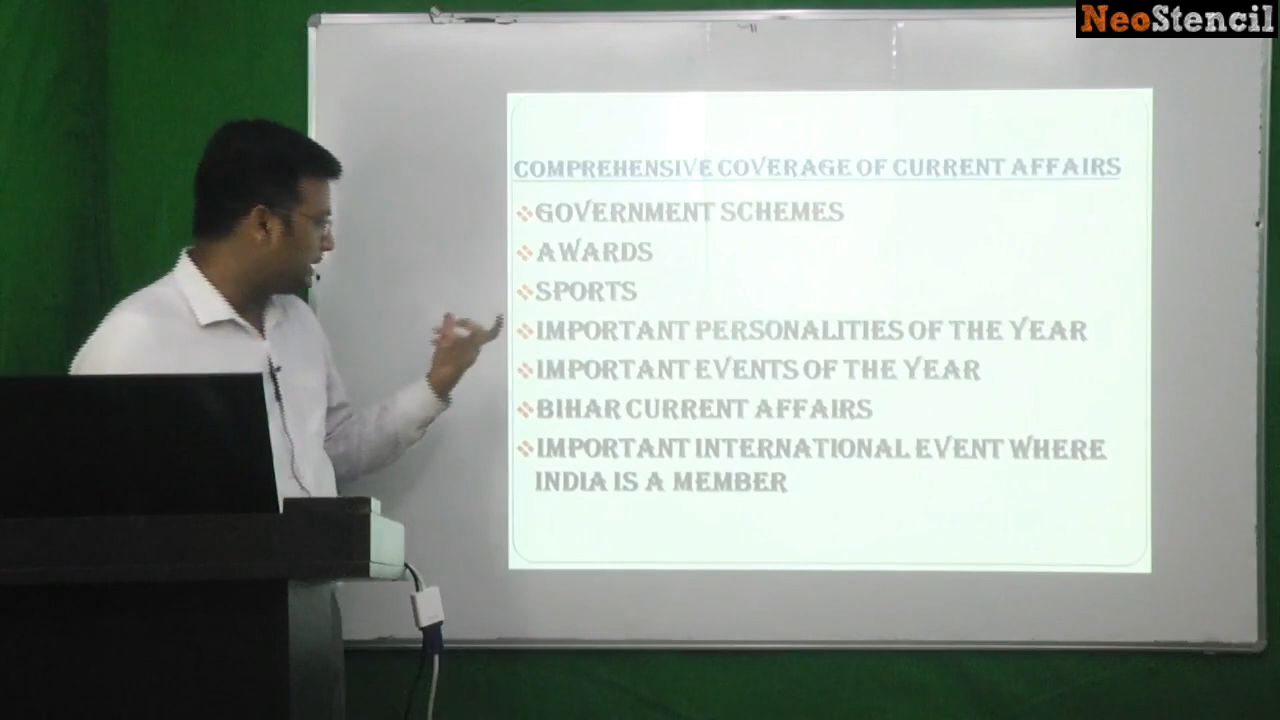 NeoStencil
COMPREHENSIVE COVERAGE OF CURRENT AFFAIRS
❖GOVERNMENT SCHEMES
❖AWARDS
❖SPORTS
❖IMPORTANT PERSONALITIES OF THE YEAR
❖IMPORTANT EVENTS OF THE YEAR
❖BIHAR CURRENT AFFAIRS
❖IMPORTANT INTERNATIONAL EVENT WHERE
INDIA IS A MEMBER